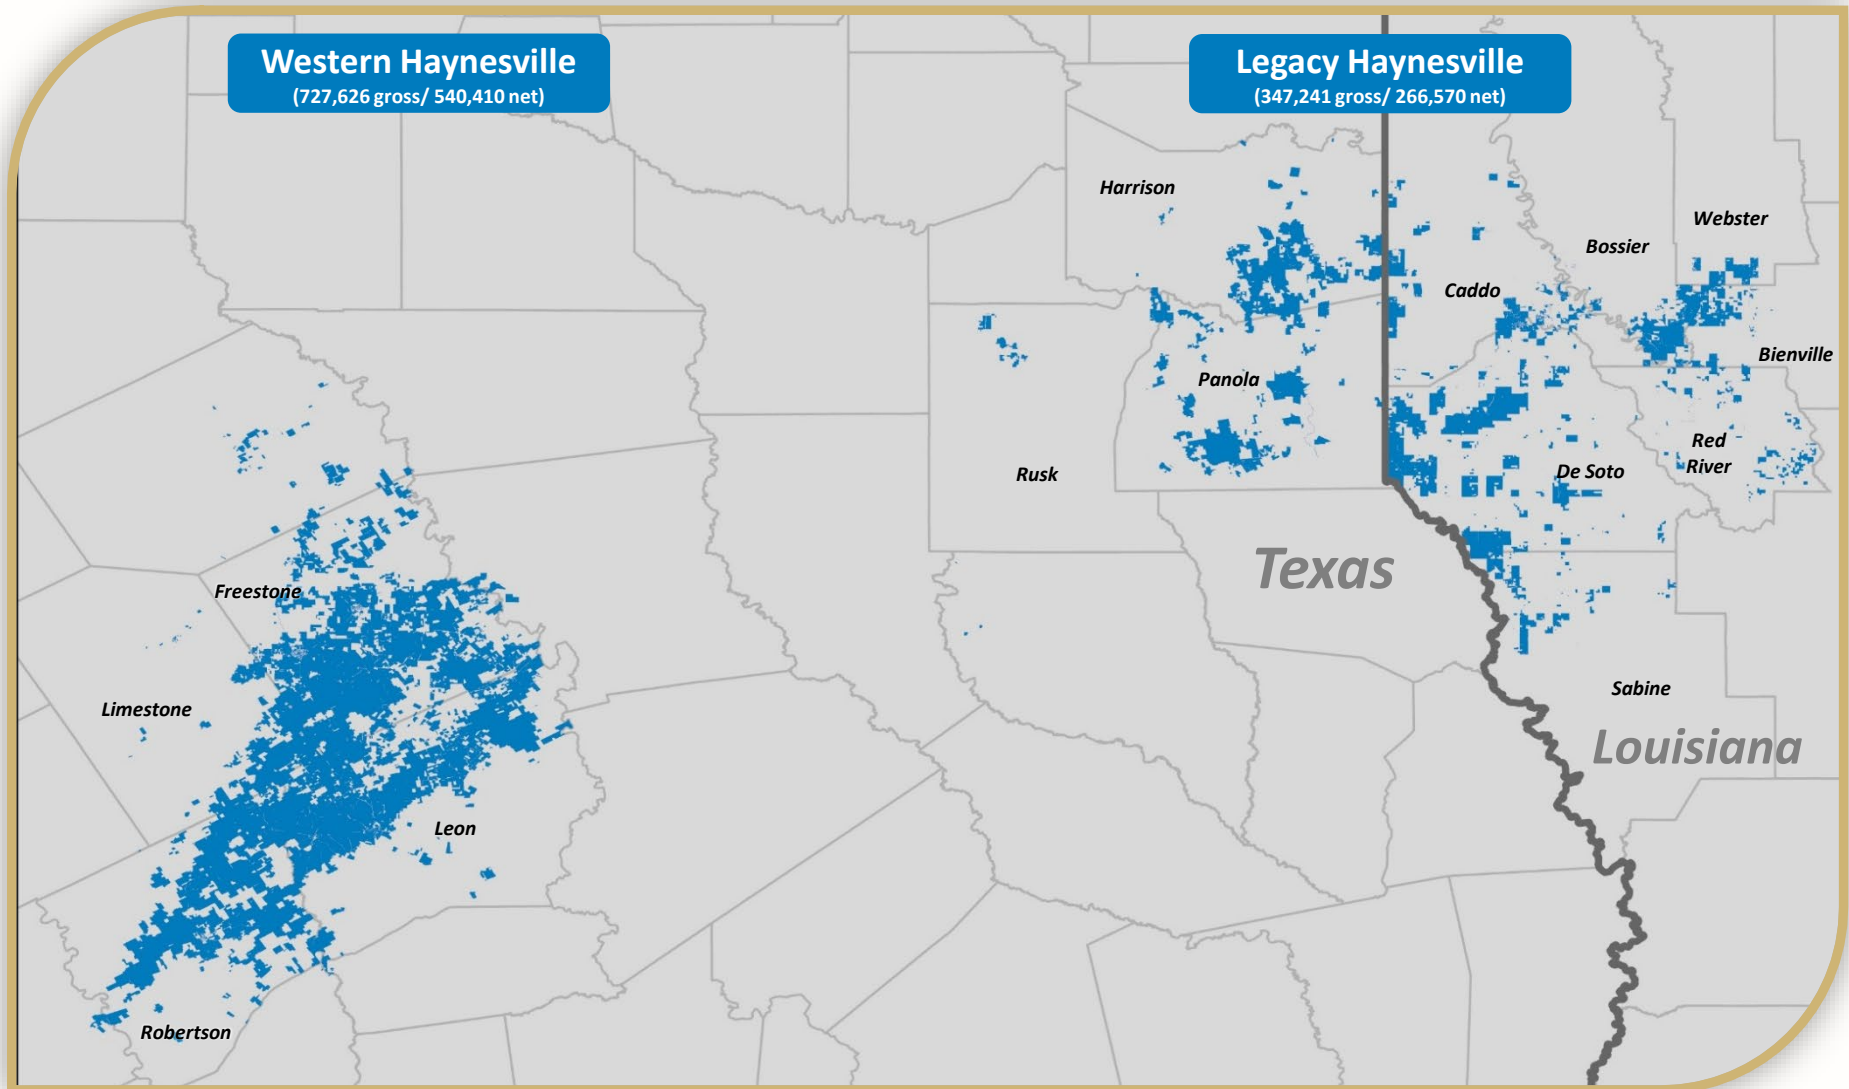 Western Haynesville
(727,626 gross/ 540,410 net)
Legacy Haynesville
(347,241 gross/ 266,570 net)
Harrison
Webster
Bossier
Caddo
Bienville
Panola
Red
River
Rusk
De Soto
Texas
Freestone
Sabine
Limestone
Louisiana
Leon
Robertson